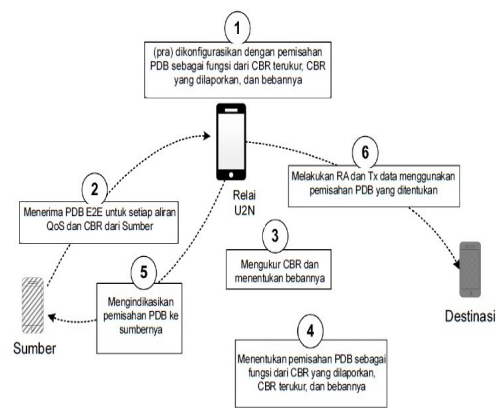 1
(pra) dikonfigurasikan dengan pemisahan
PDB sebagai fungsi dari CBR terukur, CBR
yang dilaporkan, dan bebannya
Relai
U2N
6
Melakukan RA dan Tx data menggunakan
pemisahan PDB yang ditentukan
2
Menerima PDB E2E untuk setiap aliran
QoS dan CBR dari Sumber
3
Mengukur CBR dan
menentukan bebannya
5
Mengindikasikan
pemisahan PDB ke
sumbernya
Sumber
Destinasi
4
Menentukan pemisahan PDB sebagai
fungsi dari CBR yang dilaporkan,
CBR terukur, dan bebannya